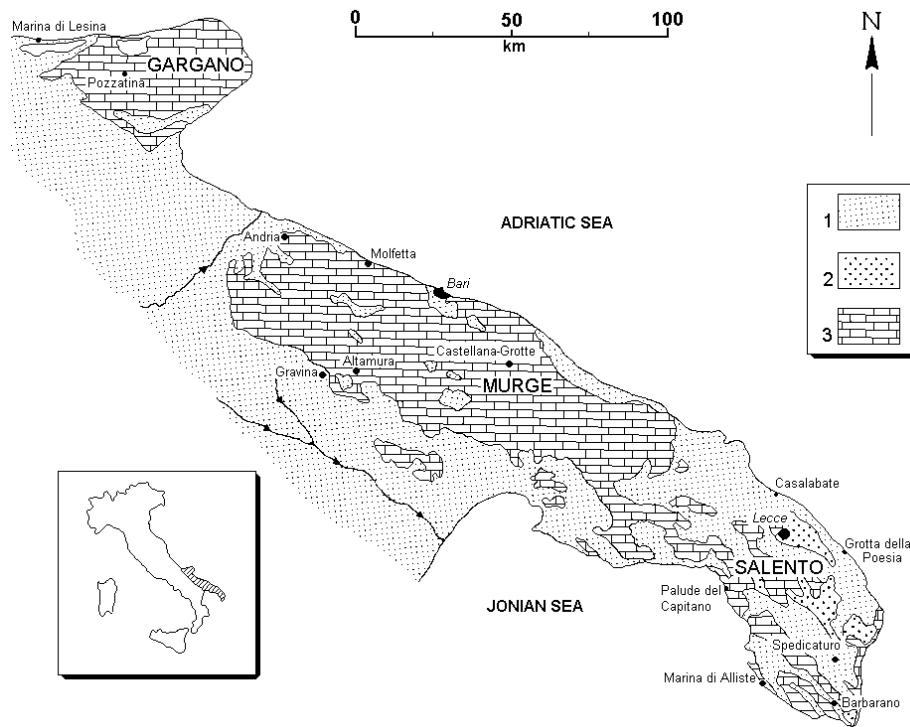 Marina di Lesina
0
50
100
km
N
GARGANO
Pozzatina
ADRIATIC SEA
1
2
3
Andria
Molfetta
Bari
Castellana-Grotte
Altamura
Gravina
MURGE
Casalabate
Lecce
Grotta della
Poesia
SALENTO
Palude del
Capitano
JONIAN SEA
Spedicaturo
Marina di Alliste
Barbarano